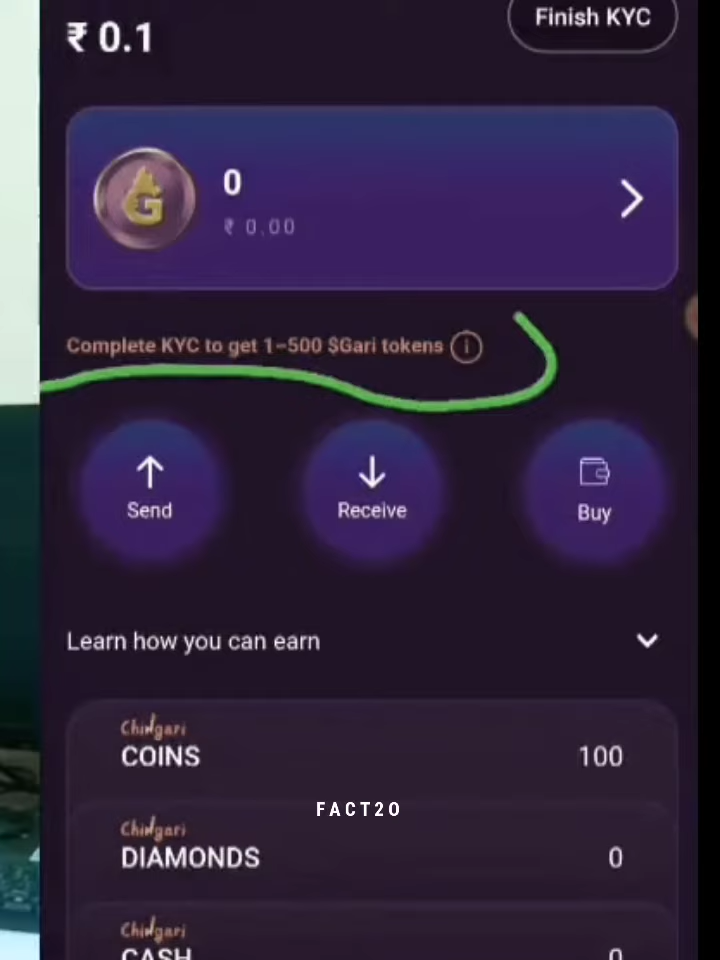 ₹ 0.1
Finish KYC
G
0
₹ 0.00
Complete KYC to get 1-500 $Gari tokens i
Send
Receive
Buy
Learn how you can earn
Chingari
COINS
100
FACT20
Chingari
DIAMONDS
0
Chingari
CASH
0